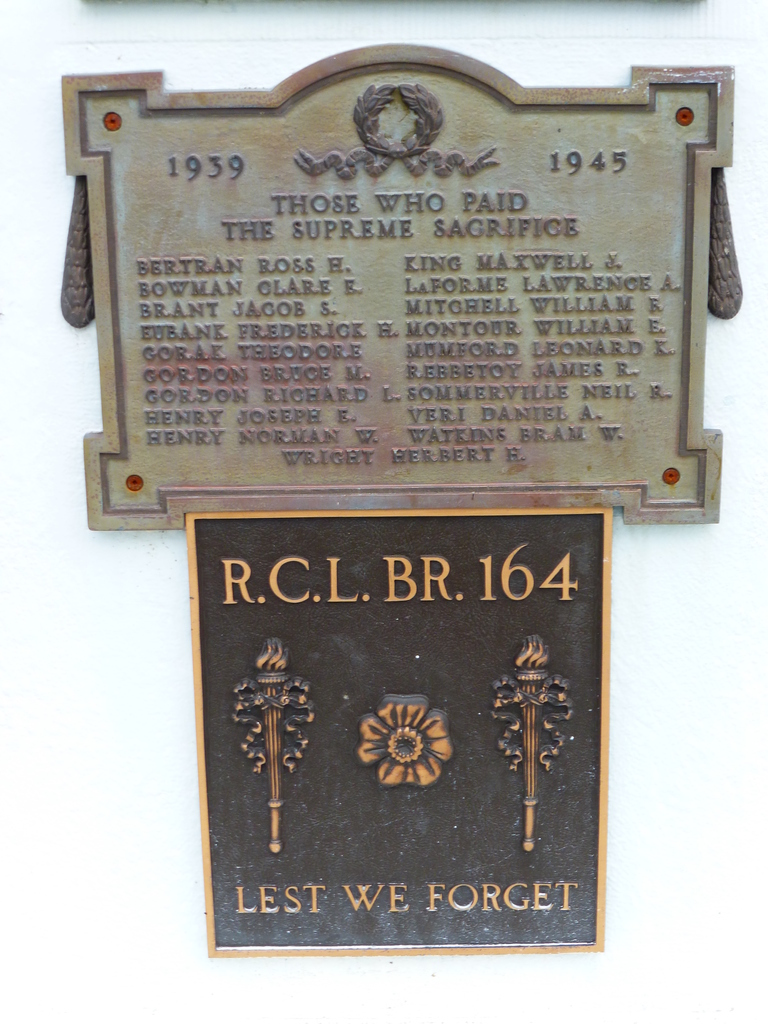 1939 1945
THOSE WHO PAID
THE SUPREME SACRIFICE
BERTRAN ROSS H.
BOWMAN CLARE R.
BRANT JACOB S.
EUBANK FREDERICK H.
GORAK THEODORE
GORDON BRUCE M.
GORDON RICHARD L.
HENRY JOSEPH E.
HENRY NORMAN W.
KING MAXWELL J.
LAFORME LAWRENCE A.
MITCHELL WILLIAM R.
MONTOUR WILLIAM E.
MUMFORD LEONARD K.
REBBETOY JAMES R.
SOMMERVILLE NEIL R.
VERI DANIEL A.
WATKINS BRAM W.
WRIGHT HERBERT H.
R.C.L. BR. 164
LEST WE FORGET